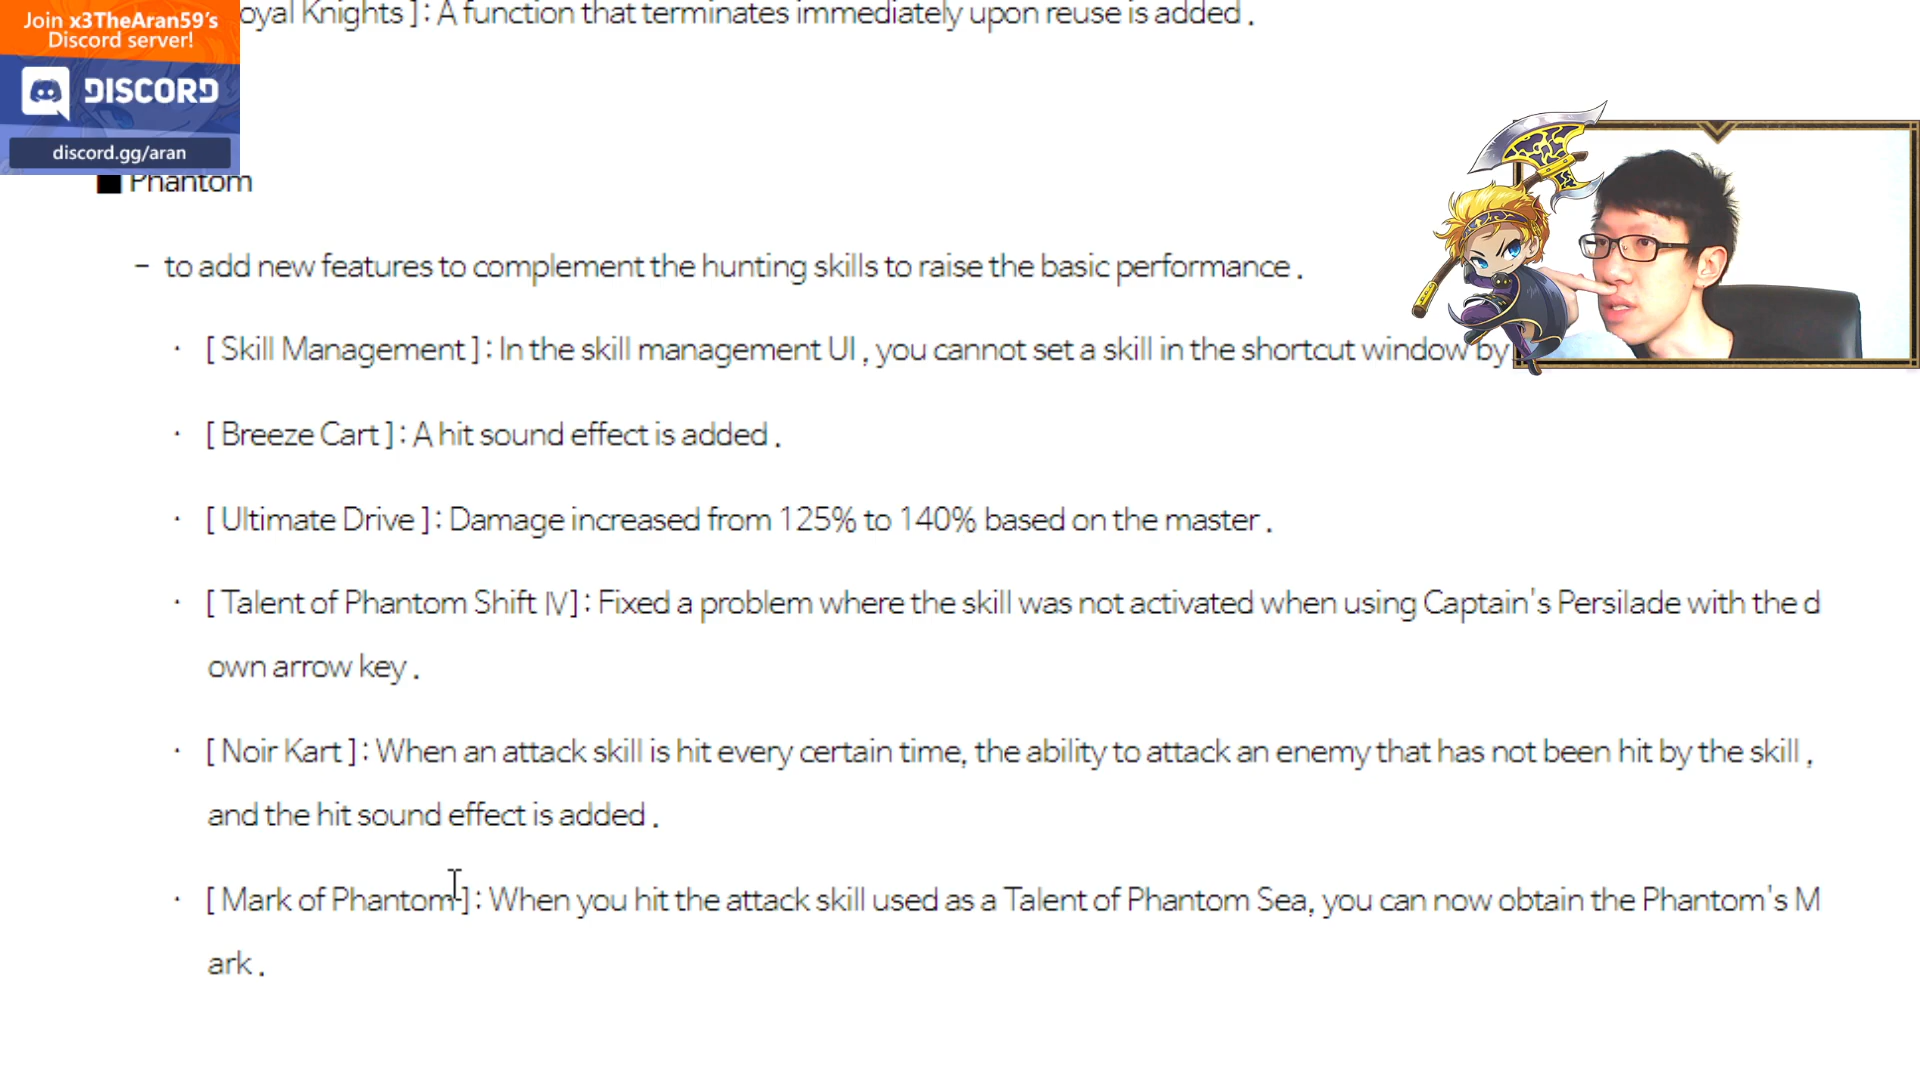 Join x3TheAran59's
Discord server!
DISCORD
discord.gg/aran
oyal Knights ] : A function that terminates immediately upon reuse is added .
■ Phantom
– to add new features to complement the hunting skills to raise the basic performance .
· [ Skill Management ] : In the skill management UI , you cannot set a skill in the shortcut window by
· [ Breeze Cart ] : A hit sound effect is added .
· [ Ultimate Drive ] : Damage increased from 125% to 140% based on the master .
· [ Talent of Phantom Shift IV] : Fixed a problem where the skill was not activated when using Captain's Persilade with the d
own arrow key .
· [ Noir Kart ] : When an attack skill is hit every certain time, the ability to attack an enemy that has not been hit by the skill ,
and the hit sound effect is added .
· [ Mark of Phantom ] : When you hit the attack skill used as a Talent of Phantom Sea, you can now obtain the Phantom's M
ark .